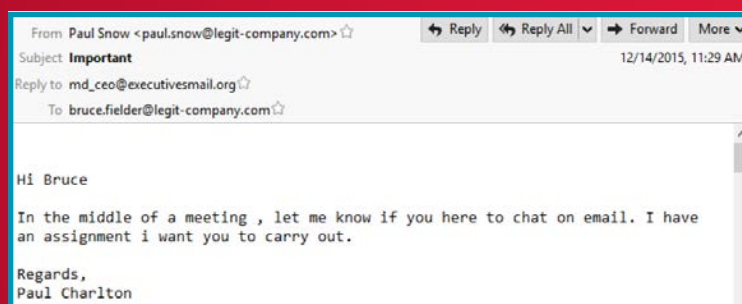 From Paul Snow <paul.snow@legit-company.com>
Reply Reply All Forward More
Subject Important 12/14/2015, 11:29 AM
Reply to md_ceo@executivesmail.org
To bruce.fielder@legit-company.com
Hi Bruce
In the middle of a meeting , let me know if you here to chat on email. I have
an assignment i want you to carry out.
Regards,
Paul Charlton